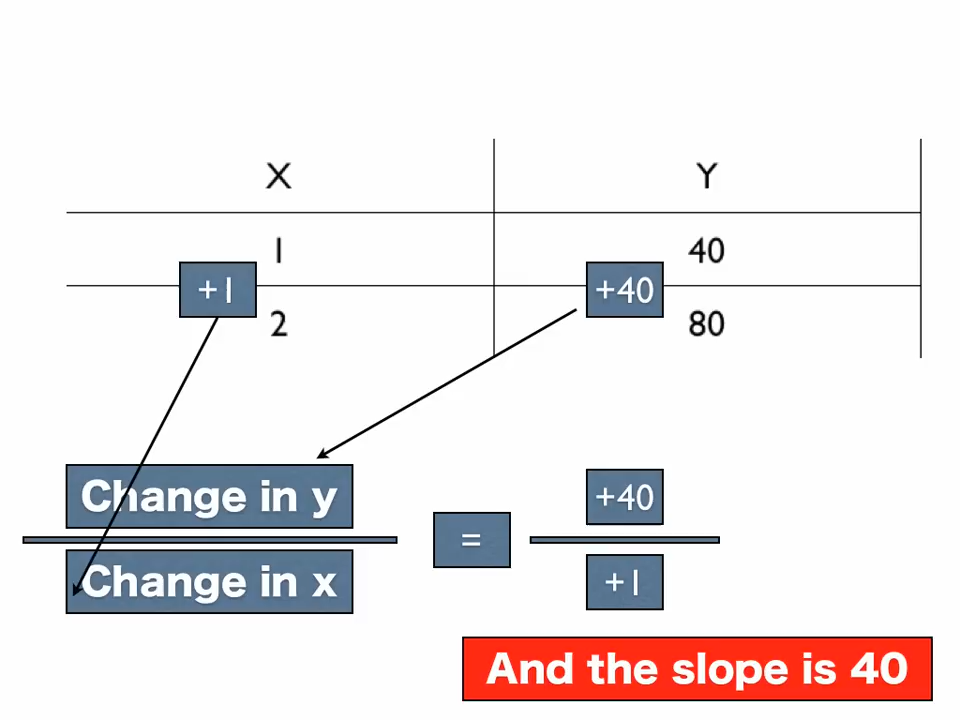 X Y
1 40
+1 +40
2 80
Change in y
+40
=
Change in x
+1
And the slope is 40